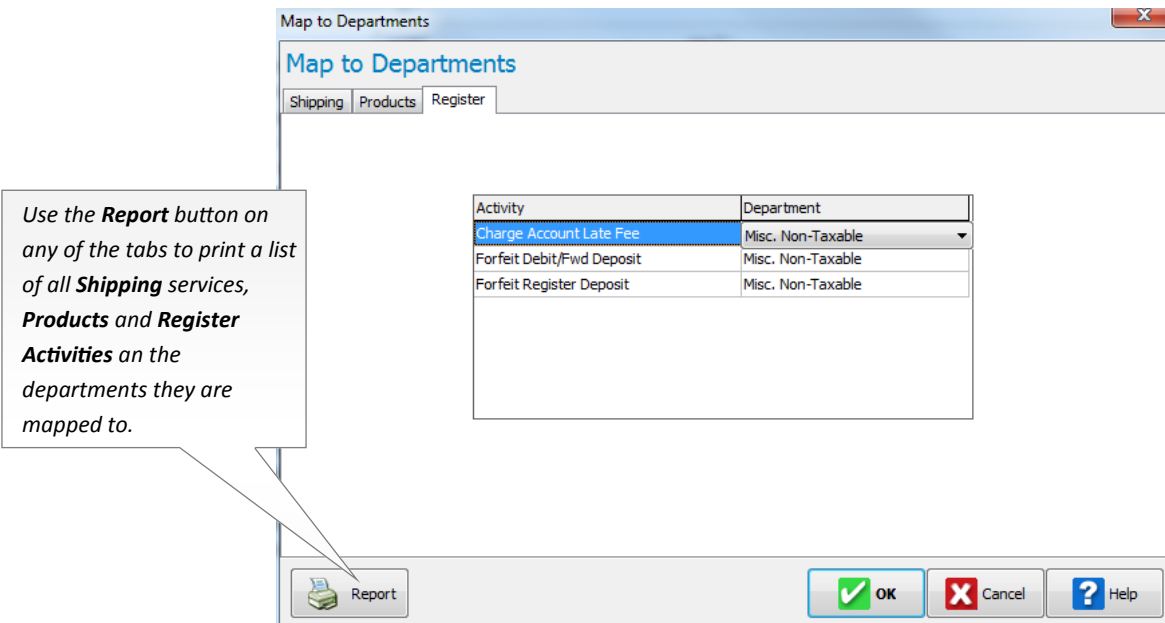 Map to Departments
Map to Departments
Shipping Products Register
Use the Report button on
any of the tabs to print a list
of all Shipping services,
Products and Register
Activities an the
departments they are
mapped to.
Activity Department
Charge Account Late Fee Misc. Non-Taxable
Forfeit Debit/Fwd Deposit Misc. Non-Taxable
Forfeit Register Deposit Misc. Non-Taxable
Report OK Cancel Help